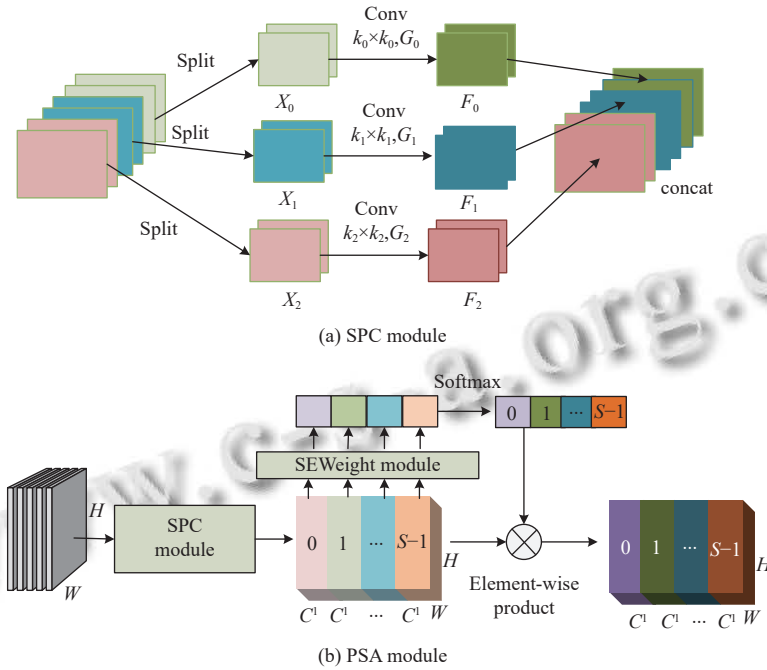 Conv
k₀×k₀,G₀
Split
X₀
F₀
Split
Conv
k₁×k₁,G₁
X₁
F₁
concat
Split
Conv
k₂×k₂,G₂
X₂
F₂
(a) SPC module
Softmax
0 1 ... S−1
SEWeight module
H
W
SPC
module
0 1 ... S−1
H
C¹ C¹ ... C¹ W
Element-wise
product
0 1 ... S−1
H
C¹ C¹ ... C¹ W
(b) PSA module
www.c-s-a.org.c